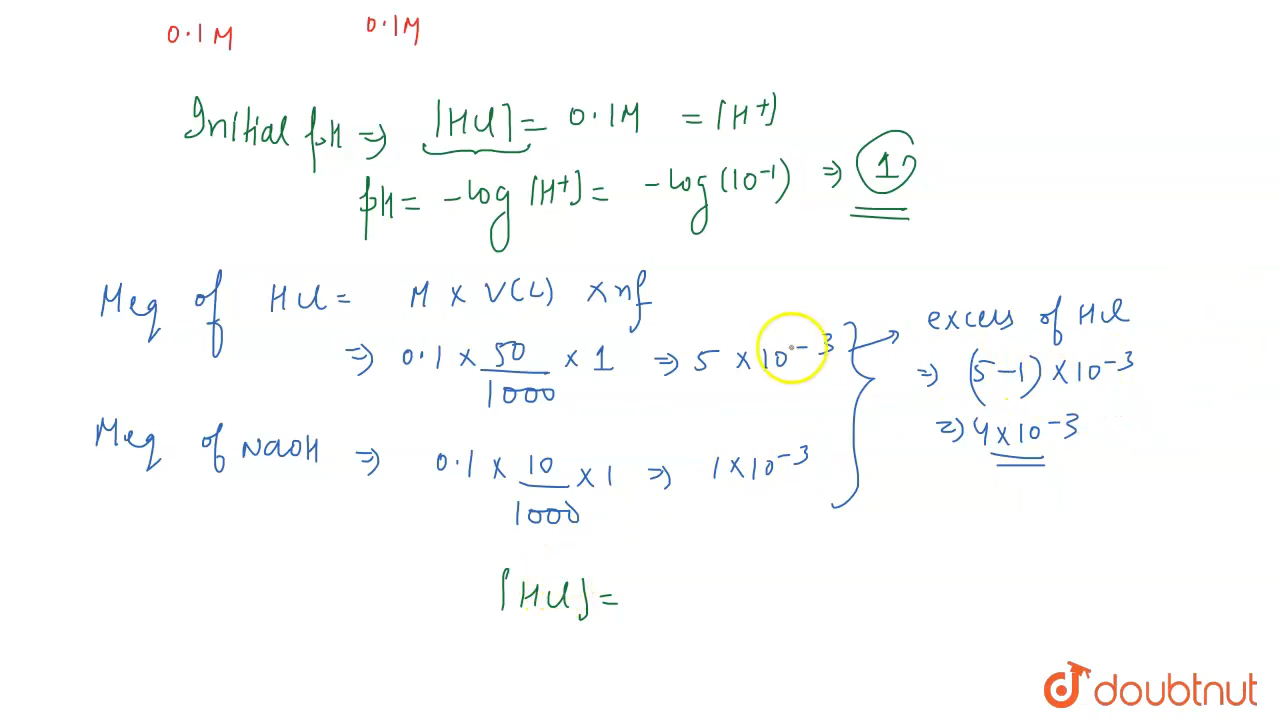 0.1M 0.1M
Initial pH ⇒ [HCl] = 0.1M = [H+]
pH = -log [H+] = -log (10⁻¹) ⇒ 1
Meq of HCl = M × V(L) × nf
⇒ 0.1 × 50/1000 × 1 ⇒ 5 × 10⁻³
Meq of NaOH ⇒ 0.1 × 10/1000 × 1 ⇒ 1 × 10⁻³
→ excess of HCl
⇒ (5-1) × 10⁻³
⇒ 4 × 10⁻³
[HCl] =
doubtnut